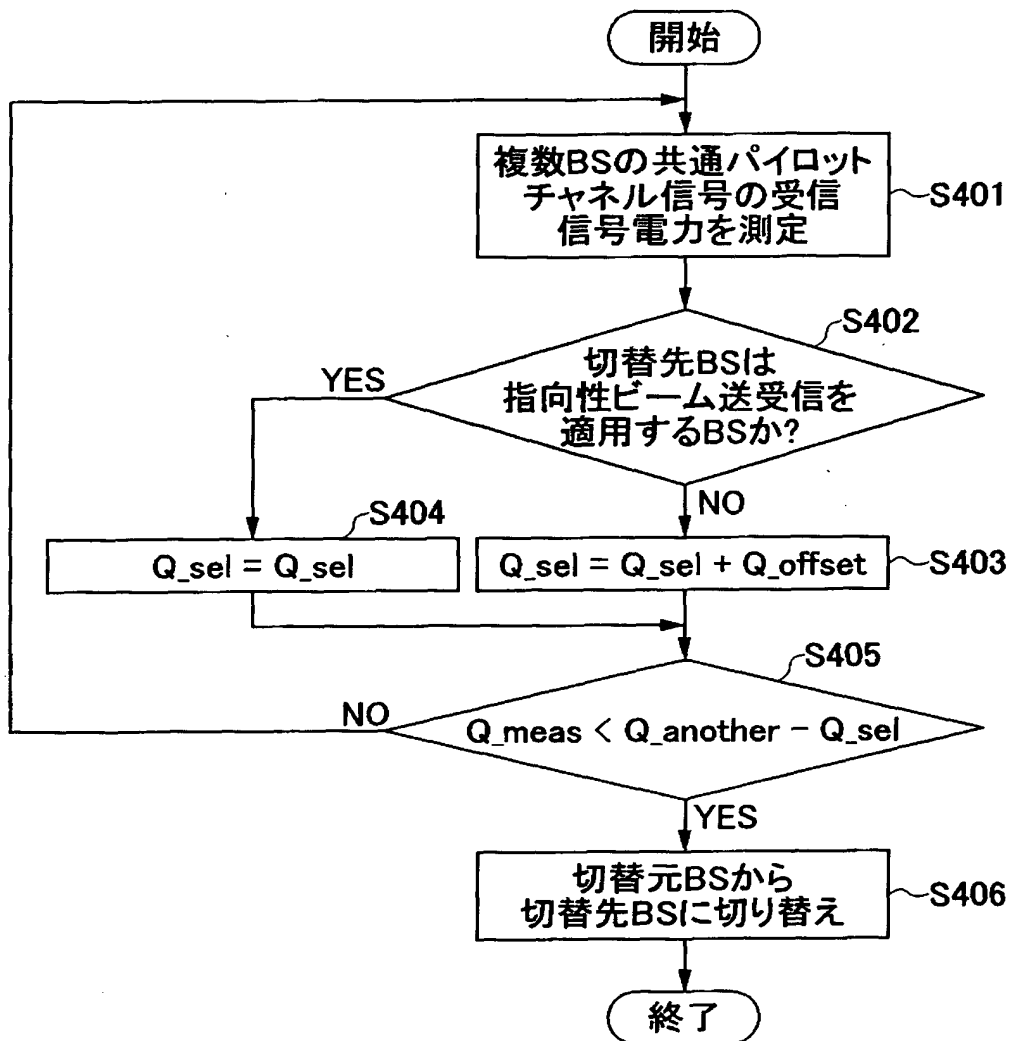 開始
複数BSの共通パイロット
チャネル信号の受信
信号電力を測定
S401
S402
切替先BSは
指向性ビーム送受信を
適用するBSか?
YES
NO
S404
Q_sel = Q_sel
Q_sel = Q_sel + Q_offset
S403
S405
NO
Q_meas < Q_another − Q_sel
YES
切替元BSから
切替先BSに切り替え
S406
終了